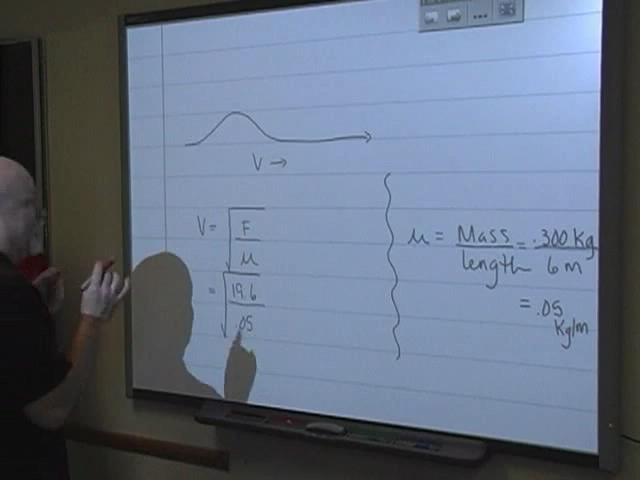 V →
V = √F/μ
= √19.6/.05
μ = Mass/length = .300 Kg/6 m
= .05 Kg/m